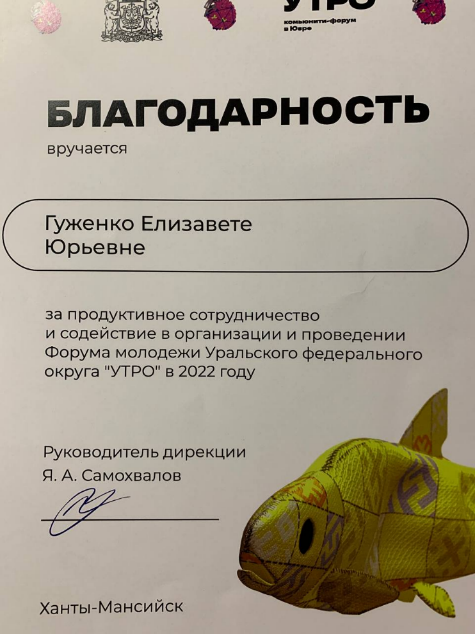 УТРО
комьюнити-форум
в Югре
БЛАГОДАРНОСТЬ
вручается
Гуженко Елизавете
Юрьевне
за продуктивное сотрудничество
и содействие в организации и проведении
Форума молодежи Уральского федерального
округа "УТРО" в 2022 году
Руководитель дирекции
Я. А. Самохвалов
Ханты-Мансийск